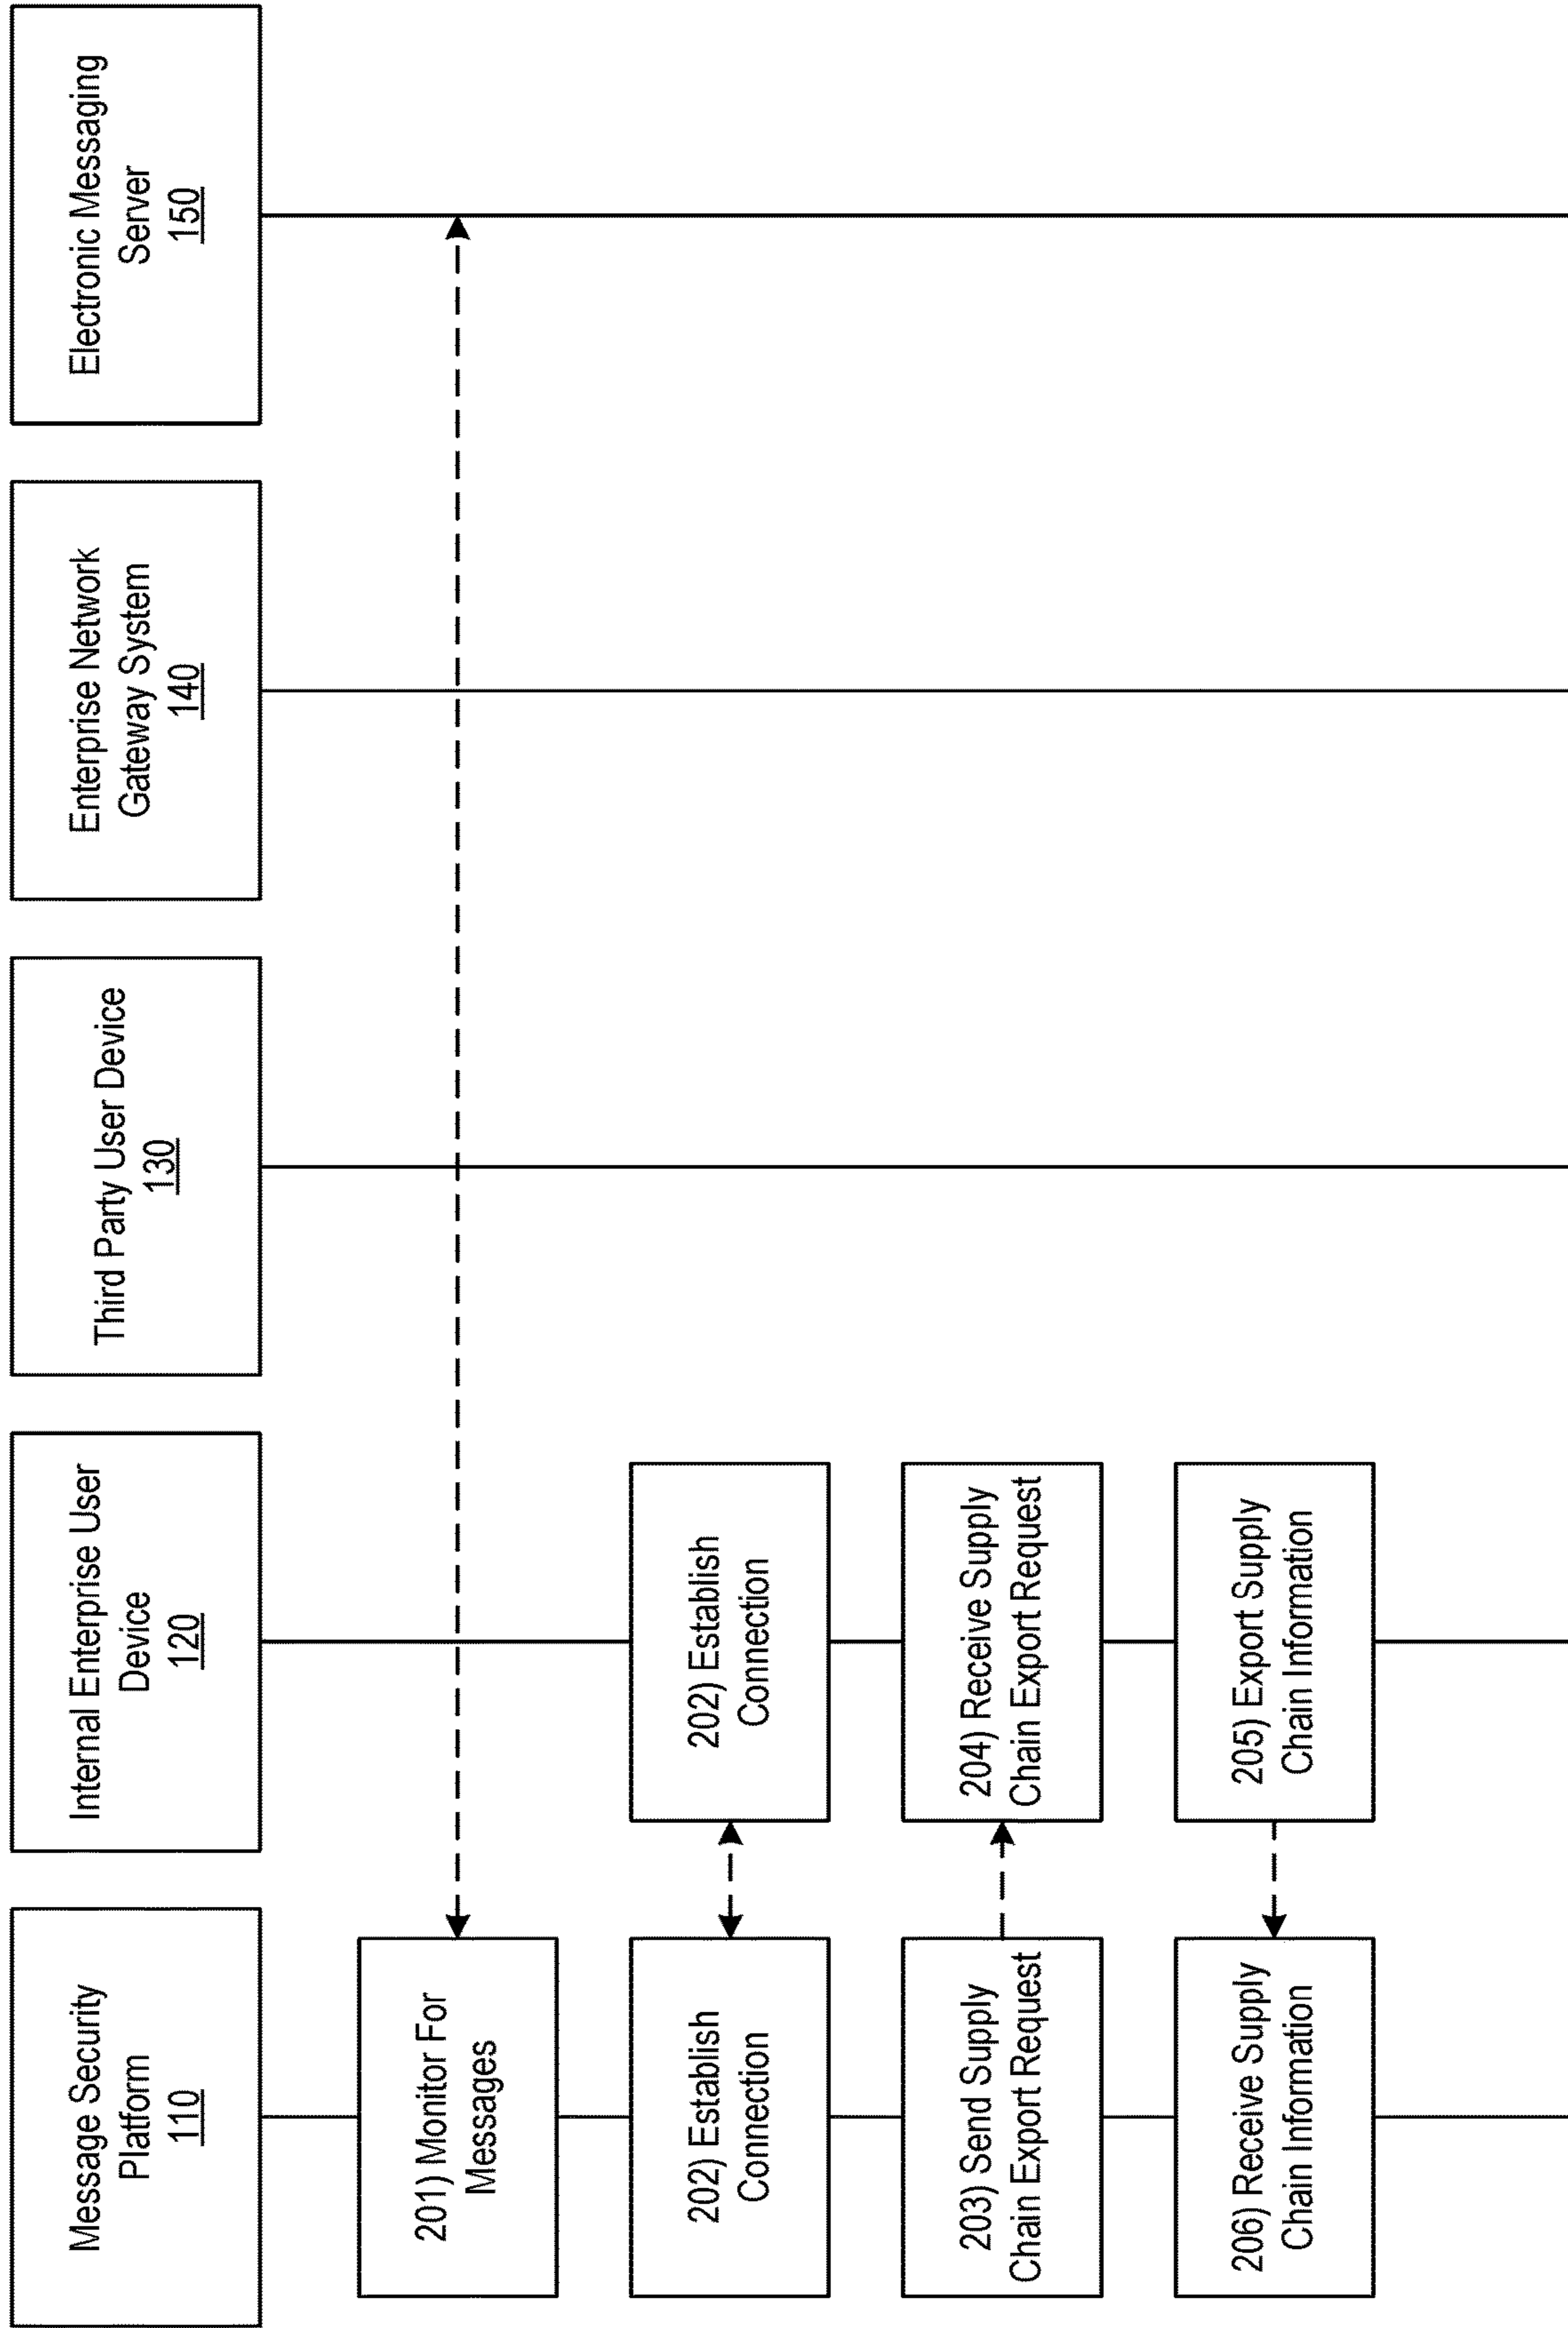 Message Security
Platform
110
Internal Enterprise User
Device
120
Third Party User Device
130
Enterprise Network
Gateway System
140
Electronic Messaging
Server
150
201) Monitor For
Messages
202) Establish
Connection
202) Establish
Connection
203) Send Supply
Chain Export Request
204) Receive Supply
Chain Export Request
206) Receive Supply
Chain Information
205) Export Supply
Chain Information